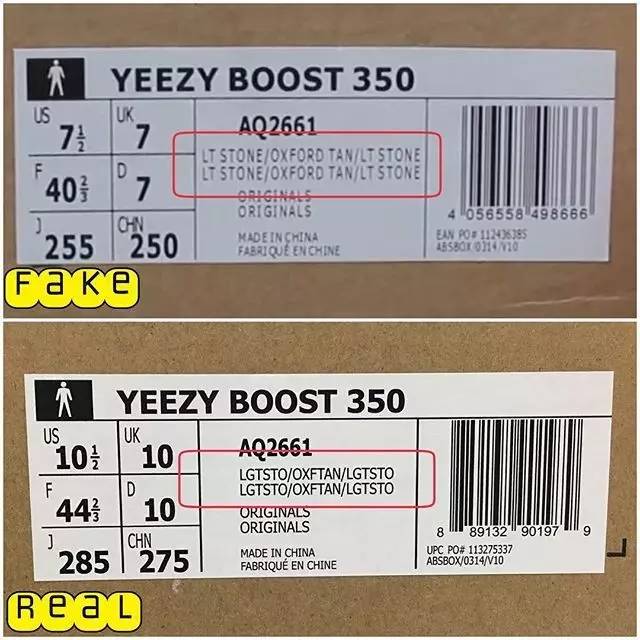 YEEZY BOOST 350
US 7½ UK 7
F 40⅔ D 7
J 255 CHN 250
AQ2661
LT STONE/OXFORD TAN/LT STONE
LT STONE/OXFORD TAN/LT STONE
ORIGINALS
ORIGINALS
MADE IN CHINA
FABRIQUÉ EN CHINE
4 056558 498666
EAN PO# 112436385
ABSBOX/0314/V10
Fake
YEEZY BOOST 350
US 10½ UK 10
F 44⅔ D 10
J 285 CHN 275
AQ2661
LGTSTO/OXFTAN/LGTSTO
LGTSTO/OXFTAN/LGTSTO
ORIGINALS
ORIGINALS
MADE IN CHINA
FABRIQUÉ EN CHINE
8 89132 90197 9
UPC PO# 113275337
ABSBOX/0314/V10
ReaL